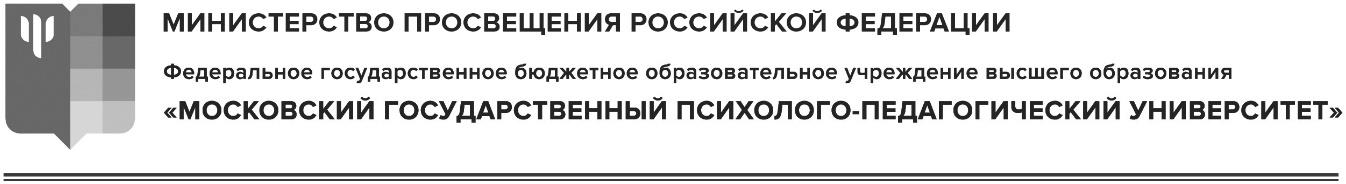 МИНИСТЕРСТВО ПРОСВЕЩЕНИЯ РОССИЙСКОЙ ФЕДЕРАЦИИ
Федеральное государственное бюджетное образовательное учреждение высшего образования
«МОСКОВСКИЙ ГОСУДАРСТВЕННЫЙ ПСИХОЛОГО-ПЕДАГОГИЧЕСКИЙ УНИВЕРСИТЕТ»